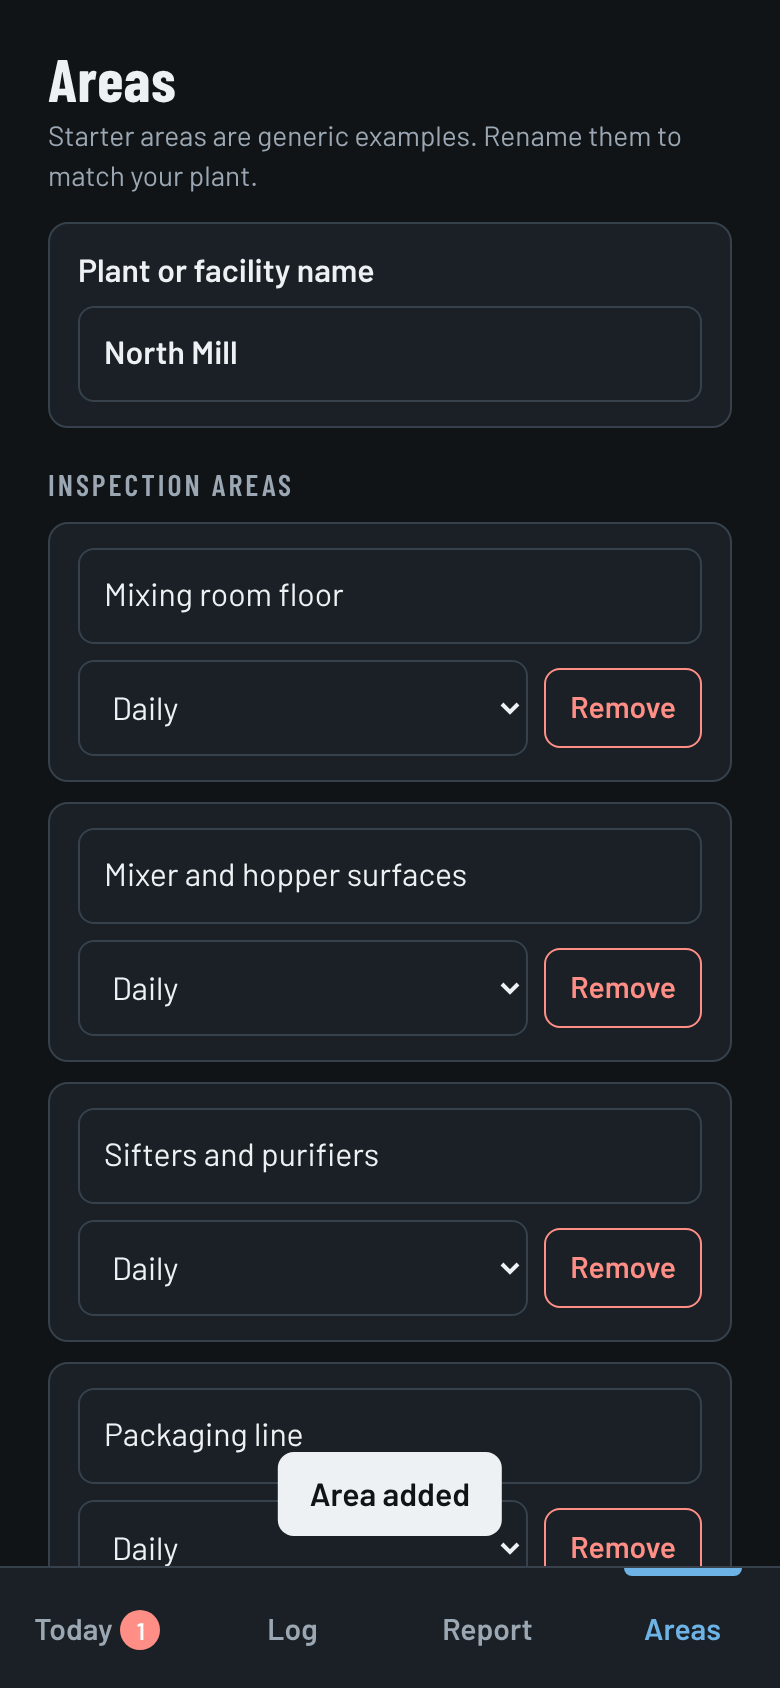 Areas
Starter areas are generic examples. Rename them to
match your plant.
Plant or facility name
North Mill
INSPECTION AREAS
Mixing room floor
Daily
Remove
Mixer and hopper surfaces
Daily
Remove
Sifters and purifiers
Daily
Remove
Packaging line
Area added
Daily
Remove
Today 1
Log
Report
Areas